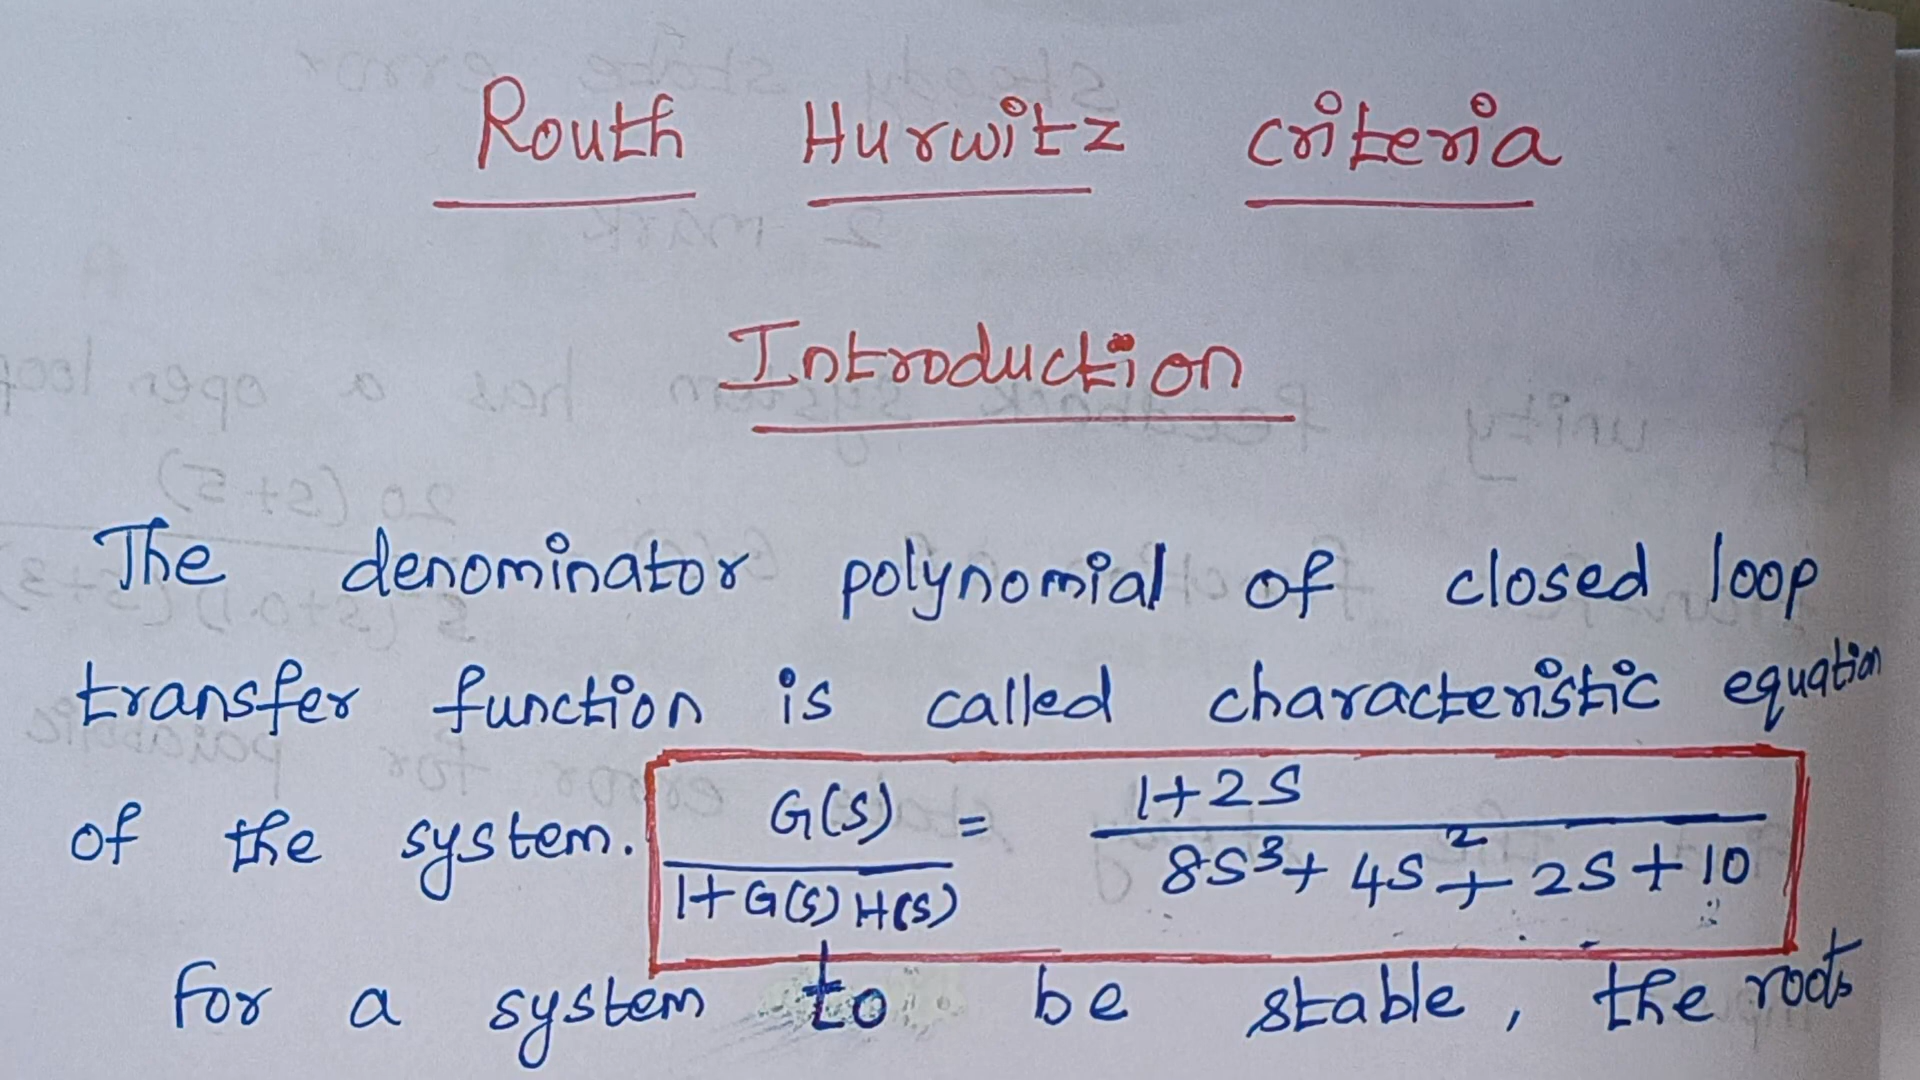 Routh Hurwitz criteria
Introduction
The denominator polynomial of closed loop
transfer function is called characteristic equation
of the system. G(s) / 1+G(s)H(s) = 1+2S / 8S³+4S²+2S+10
for a system to be stable, the roots